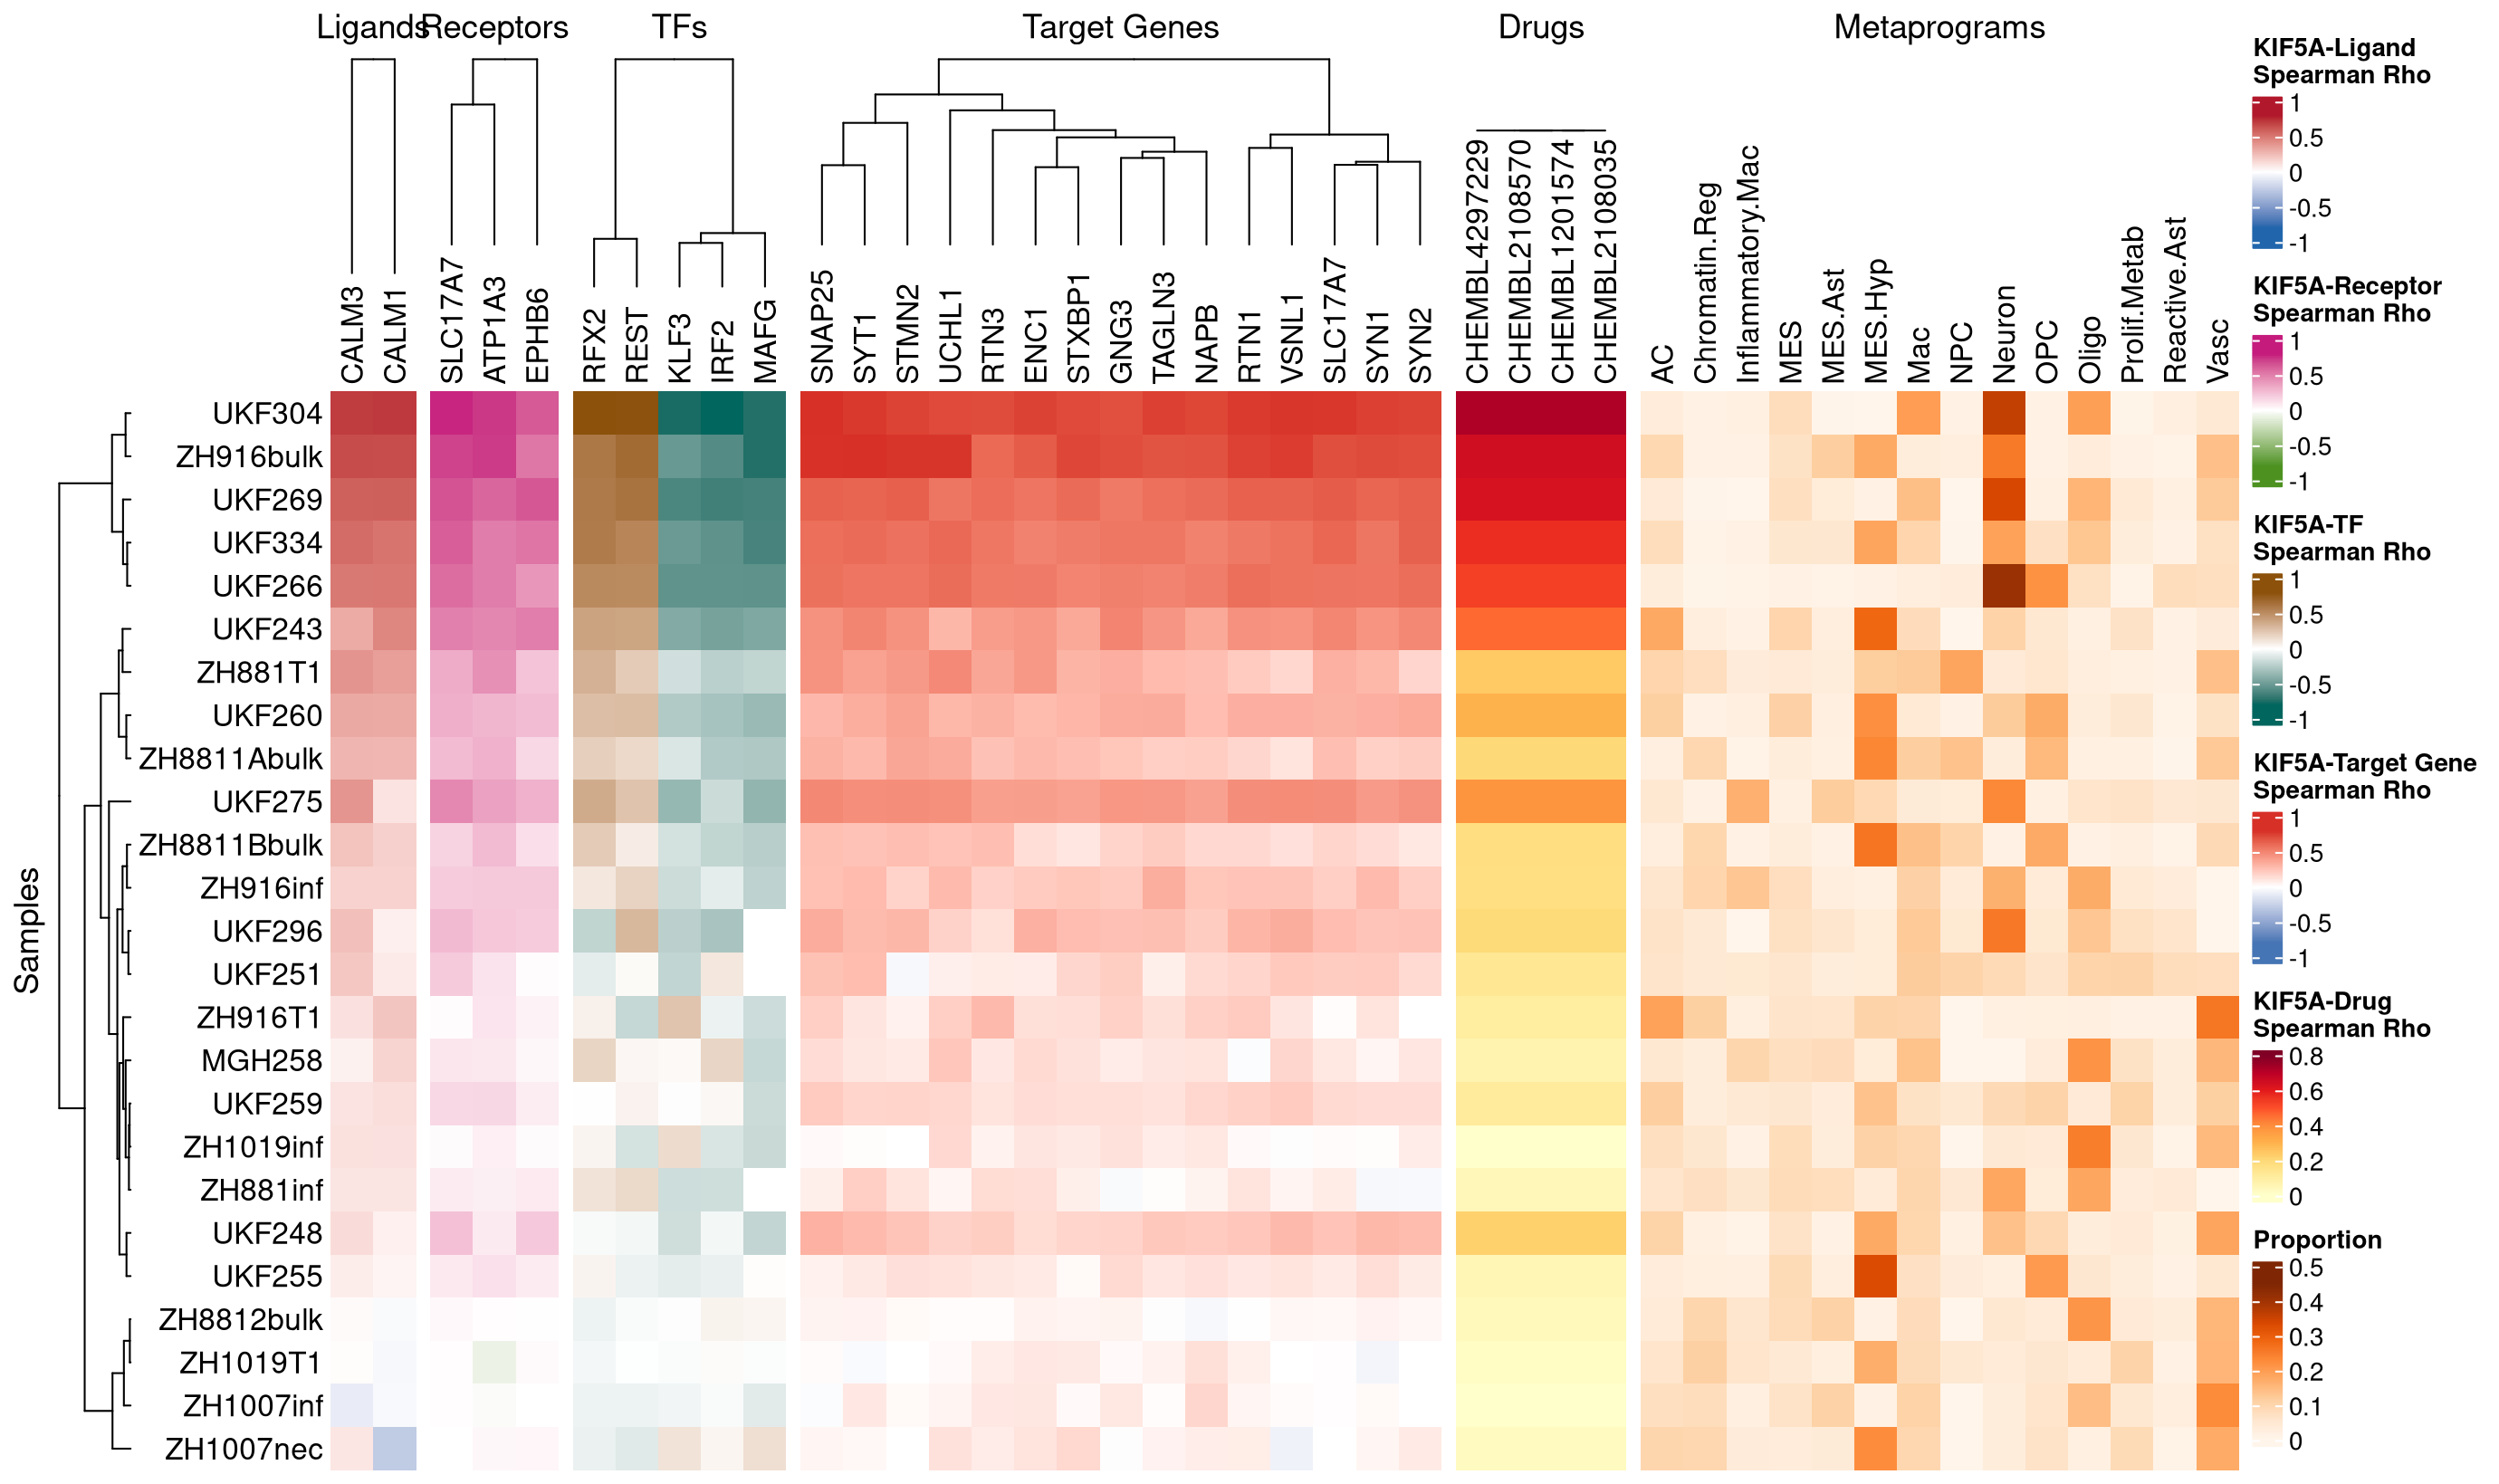 Ligands Receptors TFs Target Genes Drugs Metaprograms
CALM3
CALM1
SLC17A7
ATP1A3
EPHB6
RFX2
REST
KLF3
IRF2
MAFG
SNAP25
SYT1
STMN2
UCHL1
RTN3
ENC1
STXBP1
GNG3
TAGLN3
NAPB
RTN1
VSNL1
SLC17A7
SYN1
SYN2
CHEMBL4297229
CHEMBL2108570
CHEMBL1201574
CHEMBL2108035
AC
Chromatin.Reg
Inflammatory.Mac
MES
MES.Ast
MES.Hyp
Mac
NPC
Neuron
OPC
Oligo
Prolif.Metab
Reactive.Ast
Vasc
Samples
UKF304
ZH916bulk
UKF269
UKF334
UKF266
UKF243
ZH881T1
UKF260
ZH8811Abulk
UKF275
ZH8811Bbulk
ZH916inf
UKF296
UKF251
ZH916T1
MGH258
UKF259
ZH1019inf
ZH881inf
UKF248
UKF255
ZH8812bulk
ZH1019T1
ZH1007inf
ZH1007nec
KIF5A-Ligand
Spearman Rho
1
0.5
0
-0.5
-1
KIF5A-Receptor
Spearman Rho
1
0.5
0
-0.5
-1
KIF5A-TF
Spearman Rho
1
0.5
0
-0.5
-1
KIF5A-Target Gene
Spearman Rho
1
0.5
0
-0.5
-1
KIF5A-Drug
Spearman Rho
0.8
0.6
0.4
0.2
0
Proportion
0.5
0.4
0.3
0.2
0.1
0